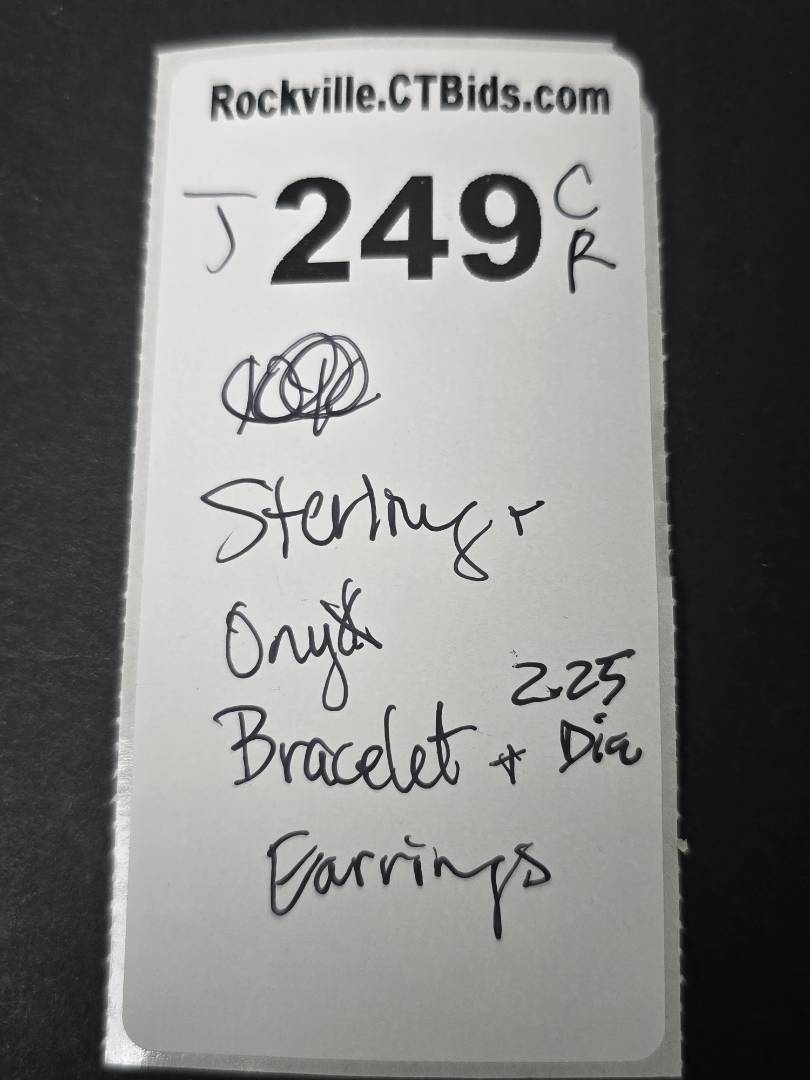 Rockville.CTBids.com
J 249 C
R
Sterling +
Onyx
2.25
Bracelet + Dia
Earrings